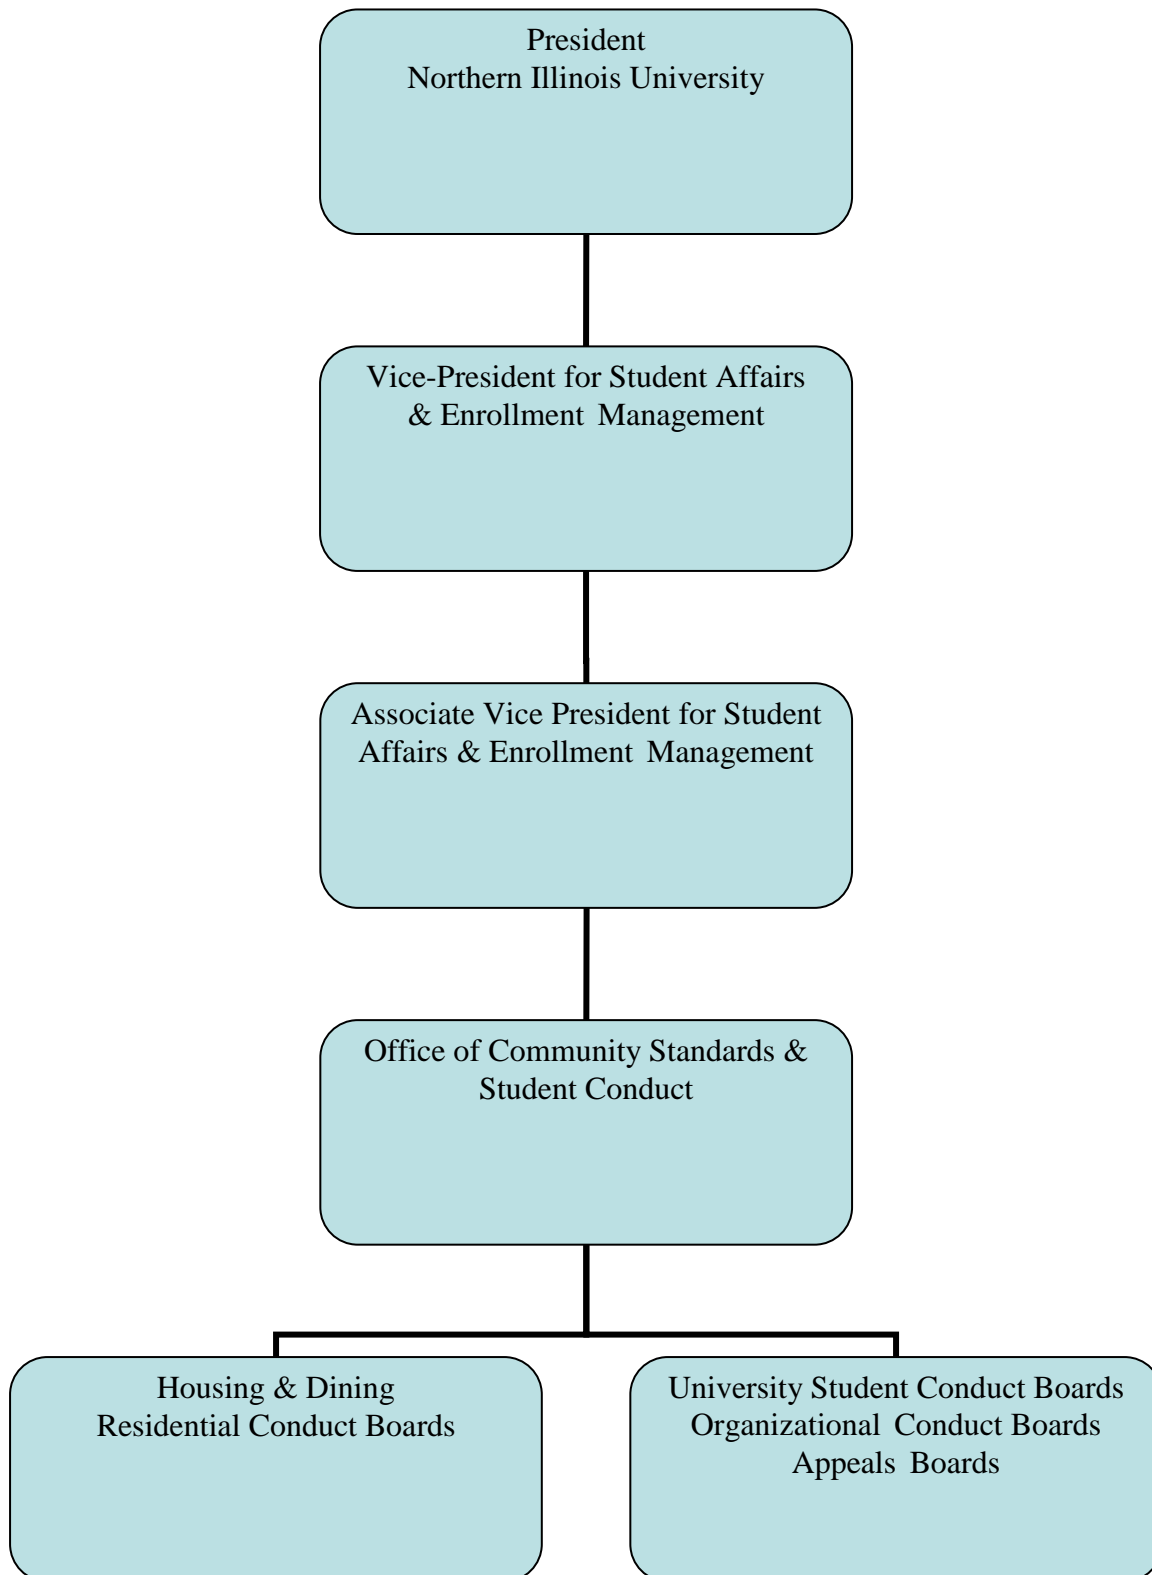 President
Northern Illinois University
Vice-President for Student Affairs
& Enrollment Management
Associate Vice President for Student
Affairs & Enrollment Management
Office of Community Standards &
Student Conduct
Housing & Dining
Residential Conduct Boards
University Student Conduct Boards
Organizational Conduct Boards
Appeals Boards